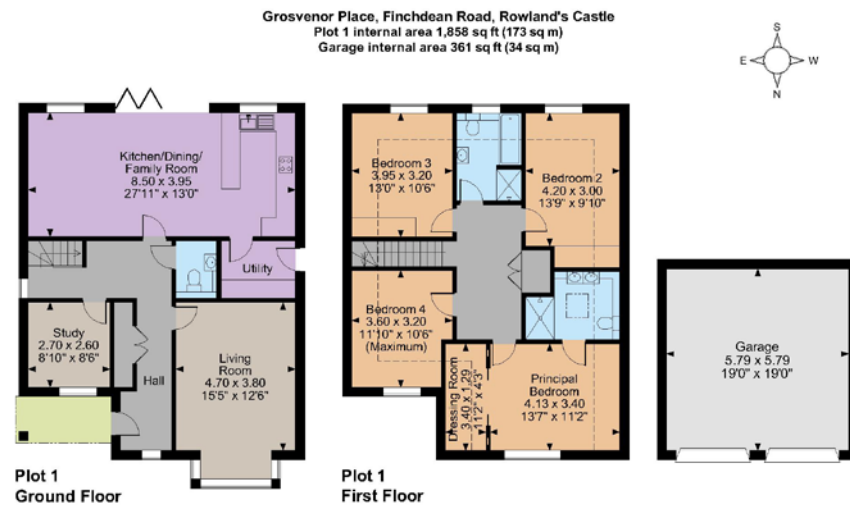 Grosvenor Place, Finchdean Road, Rowland's Castle
Plot 1 internal area 1,858 sq ft (173 sq m)
Garage internal area 361 sq ft (34 sq m)
S
E
W
N
Kitchen/Dining/
Family Room
8.50 x 3.95
27'11" x 13'0"
Utility
Study
2.70 x 2.60
8'10" x 8'6"
Hall
Living
Room
4.70 x 3.80
15'5" x 12'6"
Plot 1
Ground Floor
Bedroom 3
3.95 x 3.20
13'0" x 10'6"
Bedroom 2
4.20 x 3.00
13'9" x 9'10"
Bedroom 4
3.60 x 3.20
11'10" x 10'6"
(Maximum)
Dressing Room
3.40 x 1.29
11'2" x 4'3"
Principal
Bedroom
4.13 x 3.40
13'7" x 11'2"
Plot 1
First Floor
Garage
5.79 x 5.79
19'0" x 19'0"